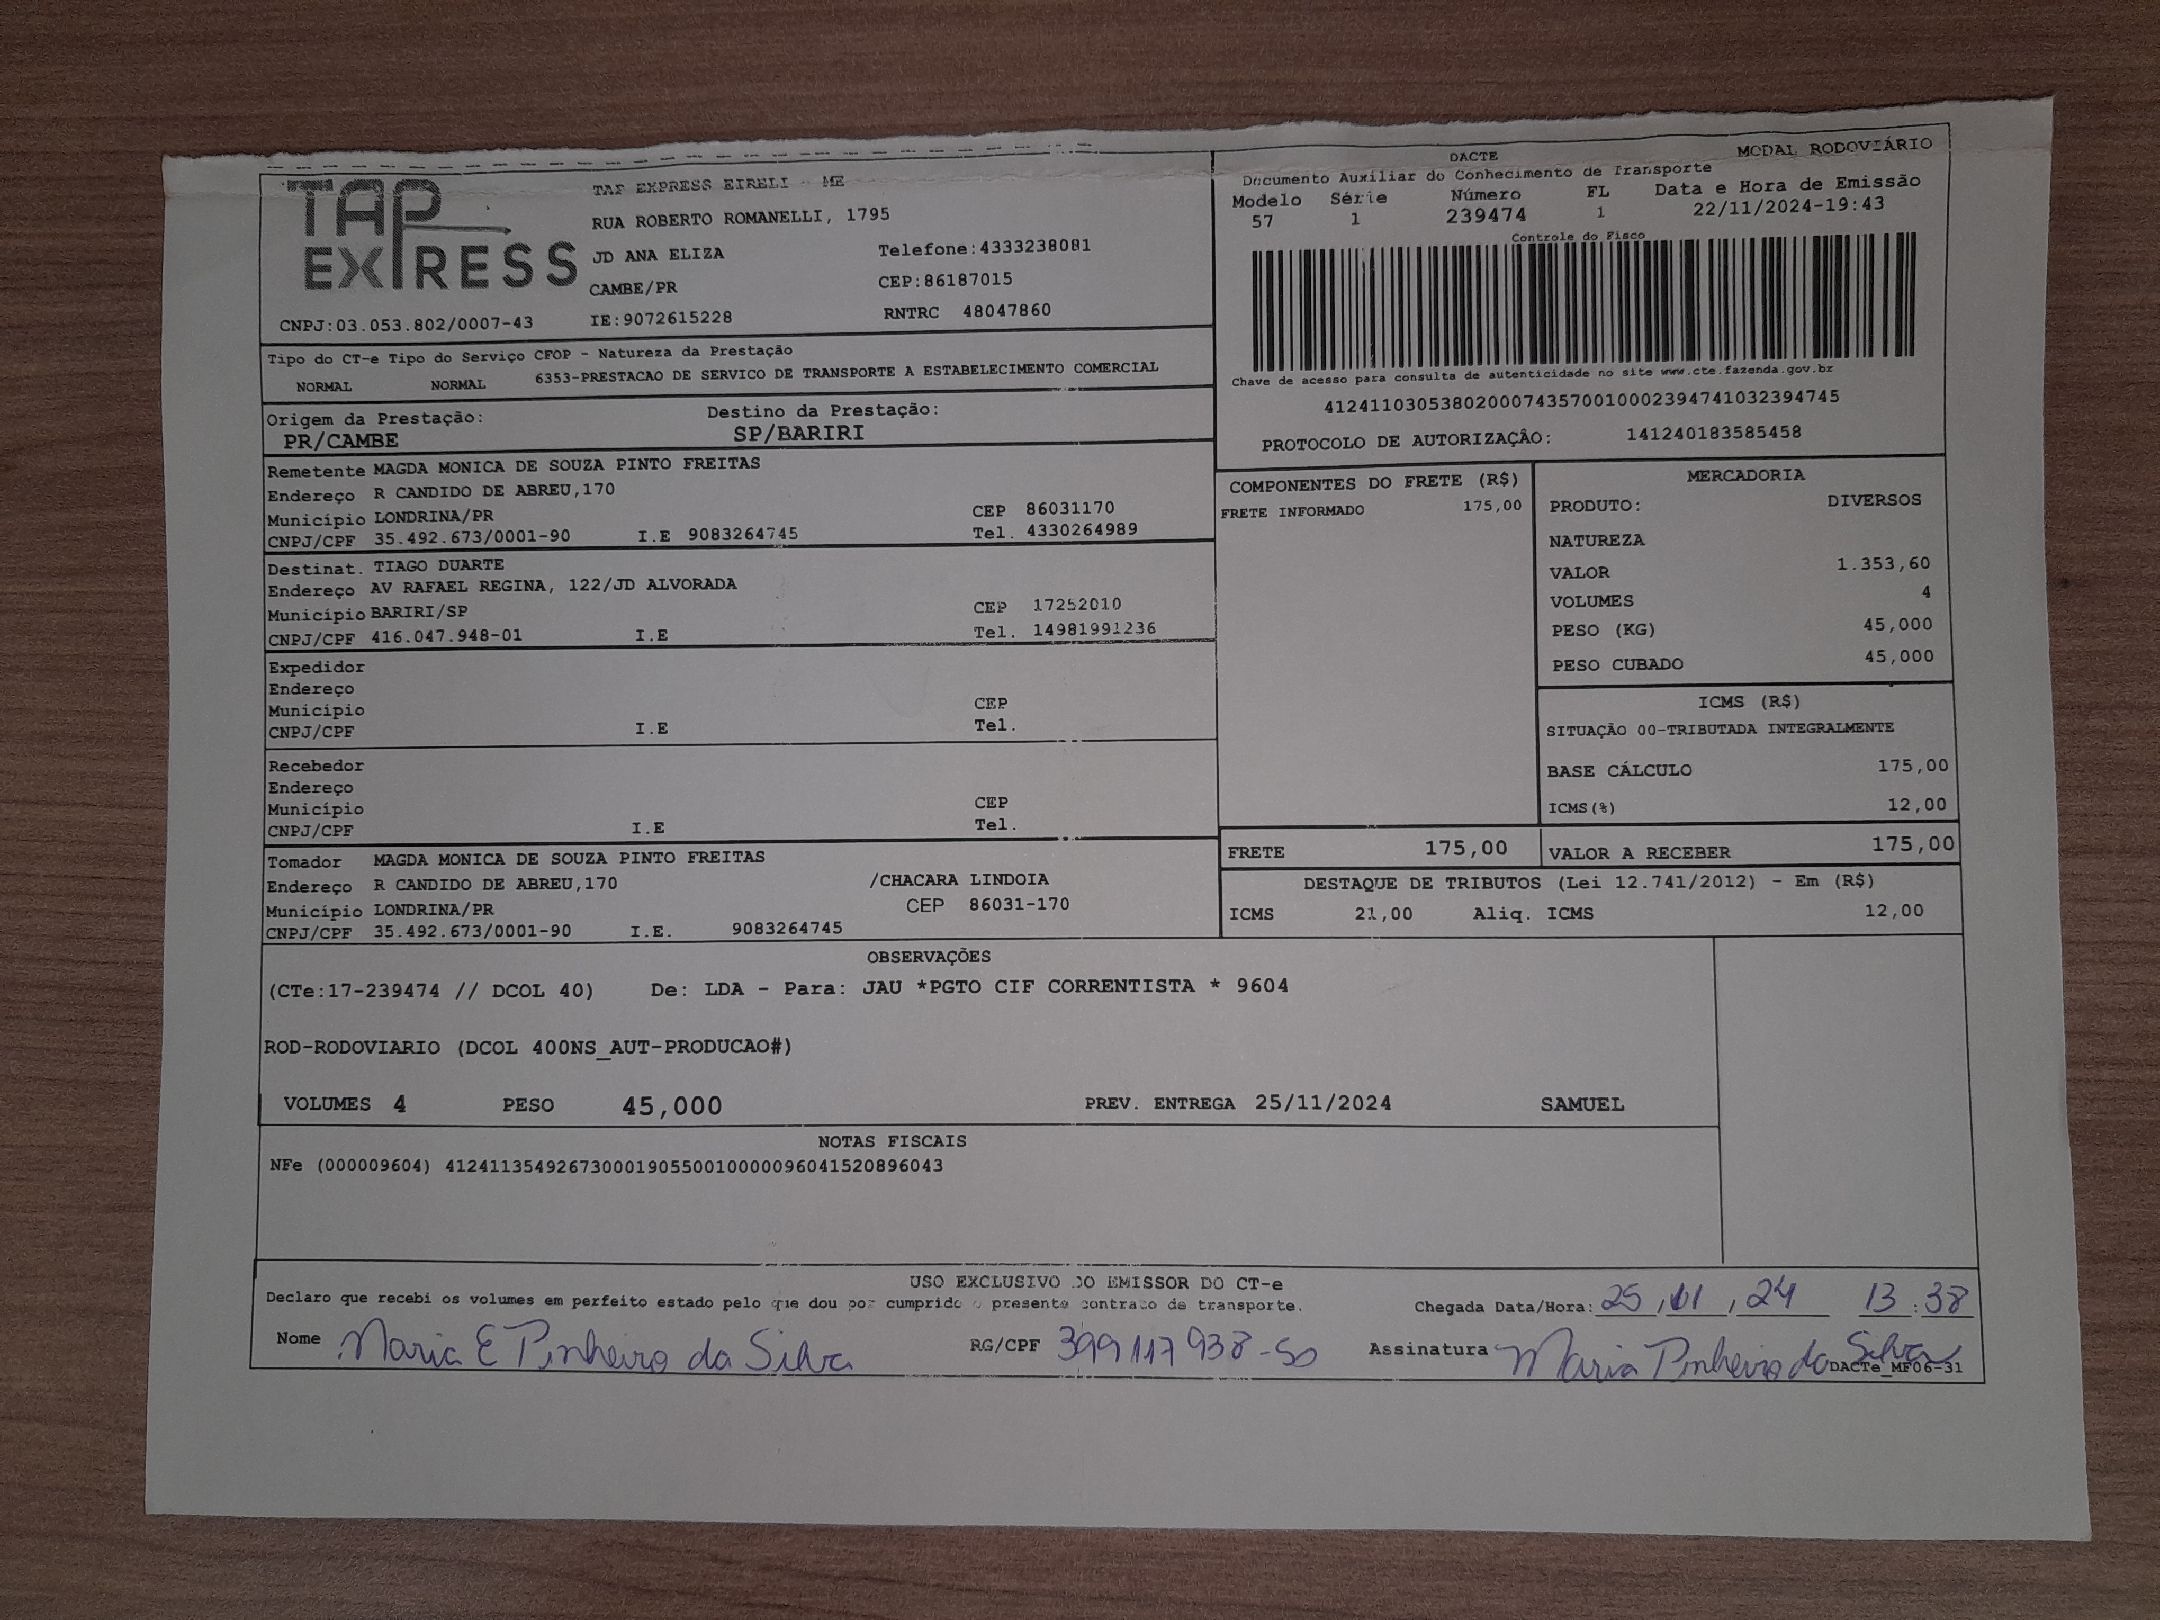 TAP EXPRESS
TAP EXPRESS EIRELI - ME
RUA ROBERTO ROMANELLI, 1795
JD ANA ELIZA Telefone:4333238081
CAMBE/PR CEP:86187015
CNPJ:03.053.802/0007-43 IE:9072615228 RNTRC 48047860
DACTE MODAL RODOVIÁRIO
Documento Auxiliar do Conhecimento de Transporte
Modelo Série Número FL Data e Hora de Emissão
57 1 239474 1 22/11/2024-19:43
Controle do Fisco
Chave de acesso para consulta de autenticidade no site www.cte.fazenda.gov.br
41241103053802000743570010002394741032394745
PROTOCOLO DE AUTORIZAÇÂO: 141240183585458
Tipo do CT-e Tipo do Serviço CFOP - Natureza da Prestação
NORMAL NORMAL 6353-PRESTACAO DE SERVICO DE TRANSPORTE A ESTABELECIMENTO COMERCIAL
Origem da Prestação: Destino da Prestação:
PR/CAMBE SP/BARIRI
Remetente MAGDA MONICA DE SOUZA PINTO FREITAS
Endereço R CANDIDO DE ABREU,170
Município LONDRINA/PR CEP 86031170
CNPJ/CPF 35.492.673/0001-90 I.E 9083264745 Tel. 4330264989
Destinat. TIAGO DUARTE
Endereço AV RAFAEL REGINA, 122/JD ALVORADA
Município BARIRI/SP CEP 17252010
CNPJ/CPF 416.047.948-01 I.E Tel. 14981991236
Expedidor
Endereço
Município CEP
CNPJ/CPF I.E Tel.
Recebedor
Endereço
Município CEP
CNPJ/CPF I.E Tel.
Tomador MAGDA MONICA DE SOUZA PINTO FREITAS
Endereço R CANDIDO DE ABREU,170 /CHACARA LINDOIA
Município LONDRINA/PR CEP 86031-170
CNPJ/CPF 35.492.673/0001-90 I.E. 9083264745
COMPONENTES DO FRETE (R$)
FRETE INFORMADO 175,00
MERCADORIA
PRODUTO: DIVERSOS
NATUREZA
VALOR 1.353,60
VOLUMES 4
PESO (KG) 45,000
PESO CUBADO 45,000
ICMS (R$)
SITUAÇÃO 00-TRIBUTADA INTEGRALMENTE
BASE CÁLCULO 175,00
ICMS(%) 12,00
FRETE 175,00 VALOR A RECEBER 175,00
DESTAQUE DE TRIBUTOS (Lei 12.741/2012) - Em (R$)
ICMS 21,00 Aliq. ICMS 12,00
OBSERVAÇÕES
(CTe:17-239474 // DCOL 40) De: LDA - Para: JAU *PGTO CIF CORRENTISTA * 9604
ROD-RODOVIARIO (DCOL 400NS_AUT-PRODUCAO#)
VOLUMES 4 PESO 45,000 PREV. ENTREGA 25/11/2024 SAMUEL
NOTAS FISCAIS
NFe (000009604) 41241135492673000190550010000096041520896043
USO EXCLUSIVO DO EMISSOR DO CT-e
Declaro que recebi os volumes em perfeito estado pelo que dou por cumprido o presente contrato de transporte. Chegada Data/Hora: 25,11,24 13:38
Nome Maria E Pinheiro da Silva RG/CPF 399117938-50 Assinatura Maria Pinheiro da Silva
DACTe_MF06-31